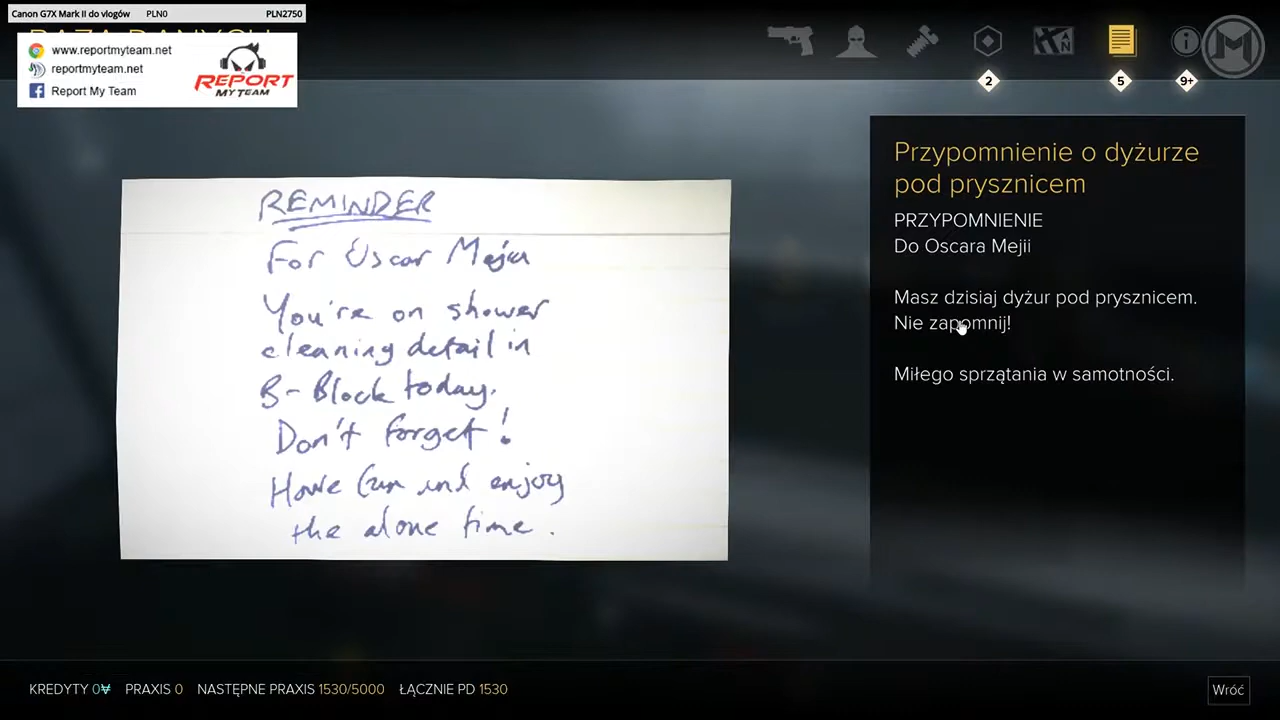 Canon G7X Mark II do vlogów PLN0 PLN2750
www.reportmyteam.net
reportmyteam.net
Report My Team
REPORT
MY TEAM
2
5
9+
REMINDER
For Oscar Mejia
You're on shower
cleaning detail in
B-Block today.
Don't forget!
Have fun and enjoy
the alone time.
Przypomnienie o dyżurze
pod prysznicem
PRZYPOMNIENIE
Do Oscara Mejii
Masz dzisiaj dyżur pod prysznicem.
Nie zapomnij!
Miłego sprzątania w samotności.
KREDYTY 0 PRAXIS 0 NASTĘPNE PRAXIS 1530/5000 ŁĄCZNIE PD 1530
Wróć